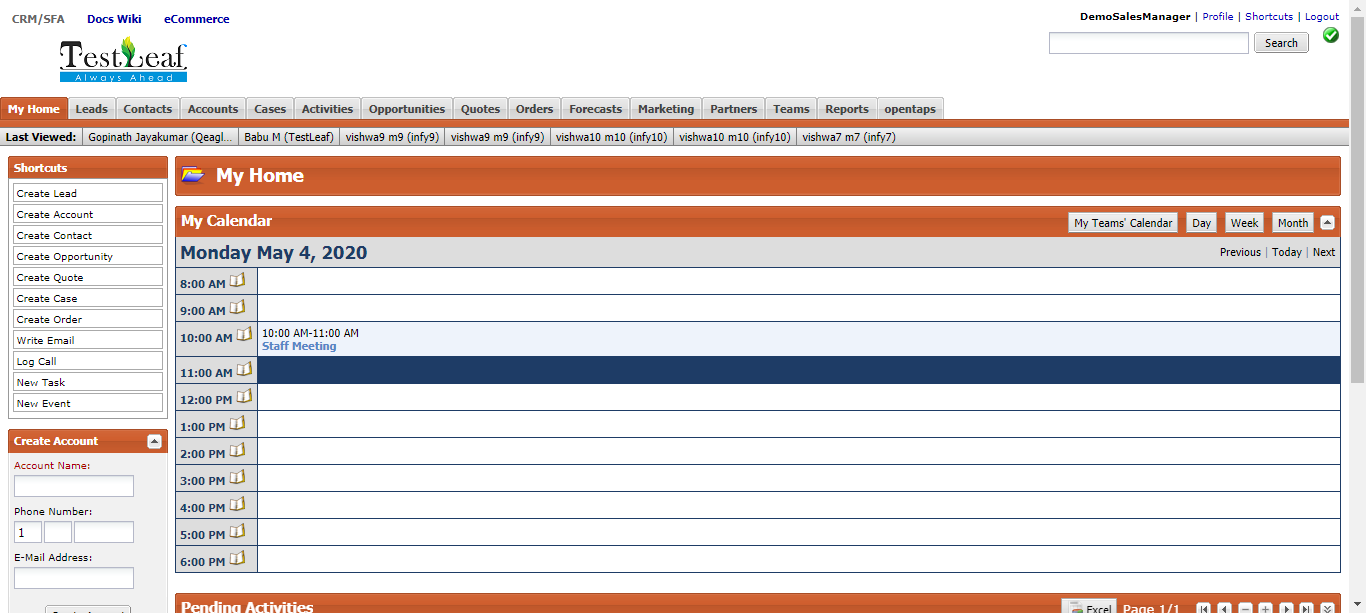 CRM/SFA Docs Wiki eCommerce
DemoSalesManager | Profile | Shortcuts | Logout
Search
TestLeaf
Always Ahead
My Home Leads Contacts Accounts Cases Activities Opportunities Quotes Orders Forecasts Marketing Partners Teams Reports opentaps
Last Viewed: Gopinath Jayakumar (Qeagl... Babu M (TestLeaf) vishwa9 m9 (infy9) vishwa9 m9 (infy9) vishwa10 m10 (infy10) vishwa10 m10 (infy10) vishwa7 m7 (infy7)
Shortcuts
Create Lead
Create Account
Create Contact
Create Opportunity
Create Quote
Create Case
Create Order
Write Email
Log Call
New Task
New Event
Create Account
Account Name:
Phone Number:
1
E-Mail Address:
My Home
My Calendar My Teams' Calendar Day Week Month
Monday May 4, 2020 Previous | Today | Next
8:00 AM
9:00 AM
10:00 AM 10:00 AM-11:00 AM
Staff Meeting
11:00 AM
12:00 PM
1:00 PM
2:00 PM
3:00 PM
4:00 PM
5:00 PM
6:00 PM
Pending Activities Excel Page 1/1